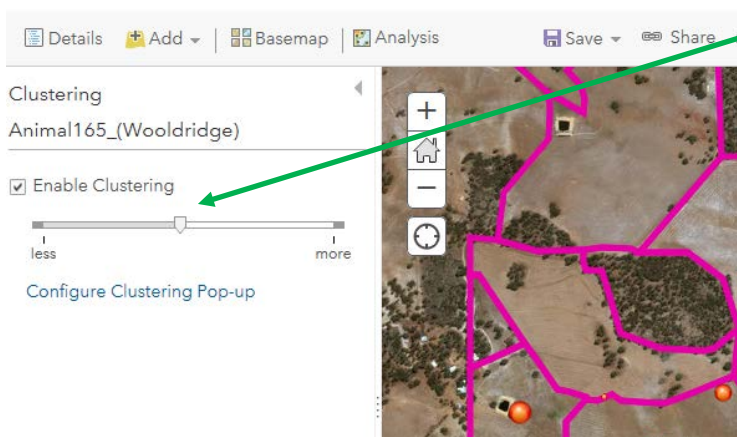 Details Add Basemap Analysis Save Share
Clustering
Animal165_(Wooldridge)
Enable Clustering
less more
Configure Clustering Pop-up